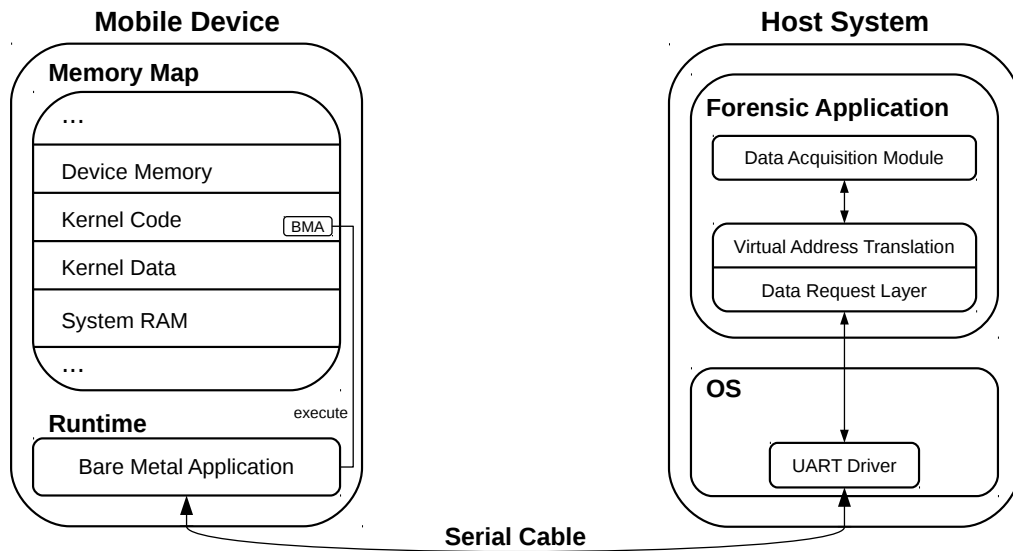 Mobile Device
Memory Map
...
Device Memory
Kernel Code
BMA
Kernel Data
System RAM
...
execute
Runtime
Bare Metal Application
Serial Cable
Host System
Forensic Application
Data Acquisition Module
Virtual Address Translation
Data Request Layer
OS
UART Driver